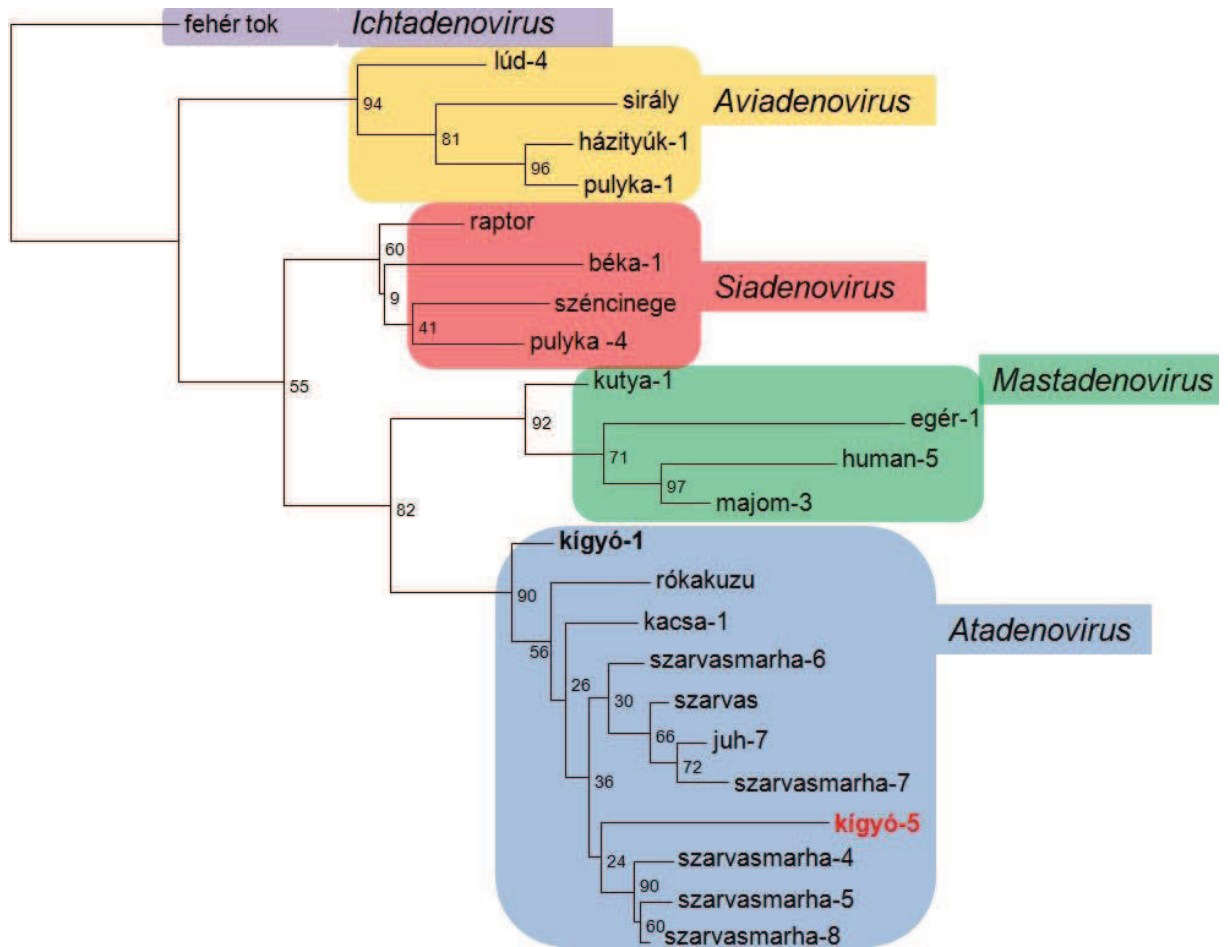 fehér tok
Ichtadenovirus
lúd-4
94
sirály
Aviadenovirus
81
házityúk-1
96
pulyka-1
raptor
60
béka-1
Siadenovirus
9
széncinege
41
pulyka -4
55
kutya-1
Mastadenovirus
92
egér-1
71
human-5
97
majom-3
82
kígyó-1
rókakuzu
90
kacsa-1
Atadenovirus
56
szarvasmarha-6
26
30
szarvas
66
juh-7
72
36
szarvasmarha-7
kígyó-5
24
szarvasmarha-4
90
szarvasmarha-5
60
szarvasmarha-8